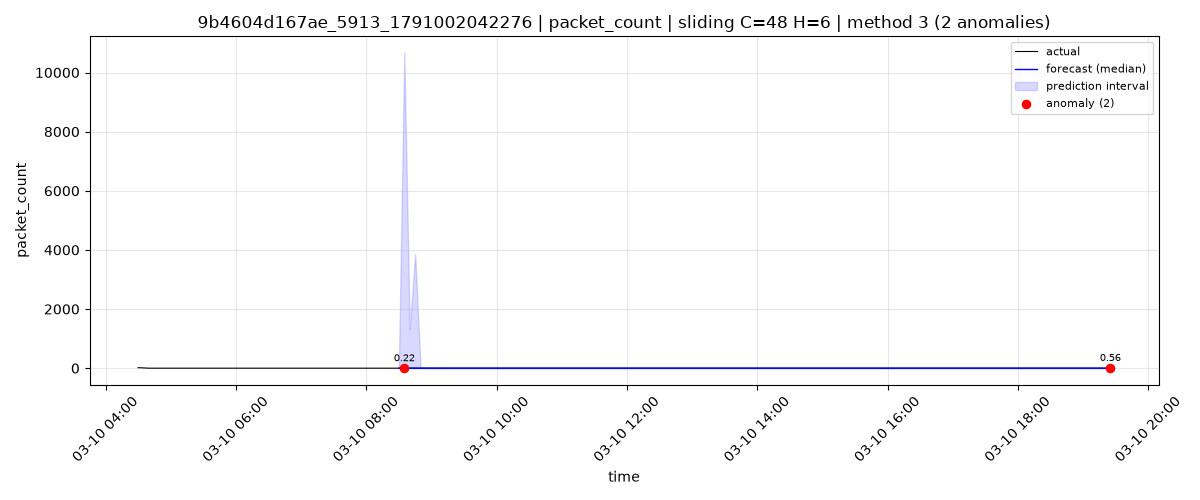 9b4604d167ae_5913_1791002042276 | packet_count | sliding C=48 H=6 | method 3 (2 anomalies)
actual
forecast (median)
prediction interval
anomaly (2)
10000
8000
6000
4000
2000
0
packet_count
0.22
0.56
03-10 04:00
03-10 06:00
03-10 08:00
03-10 10:00
03-10 12:00
03-10 14:00
03-10 16:00
03-10 18:00
03-10 20:00
time